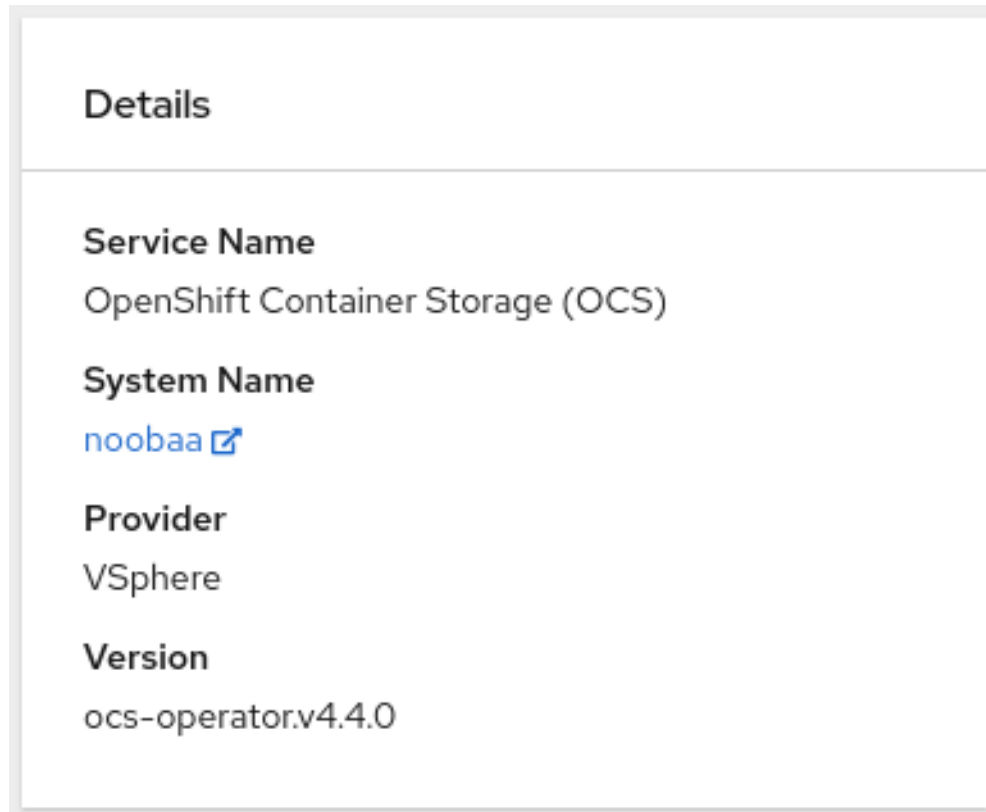 Details
Service Name
OpenShift Container Storage (OCS)
System Name
noobaa
Provider
VSphere
Version
ocs-operator.v4.4.0